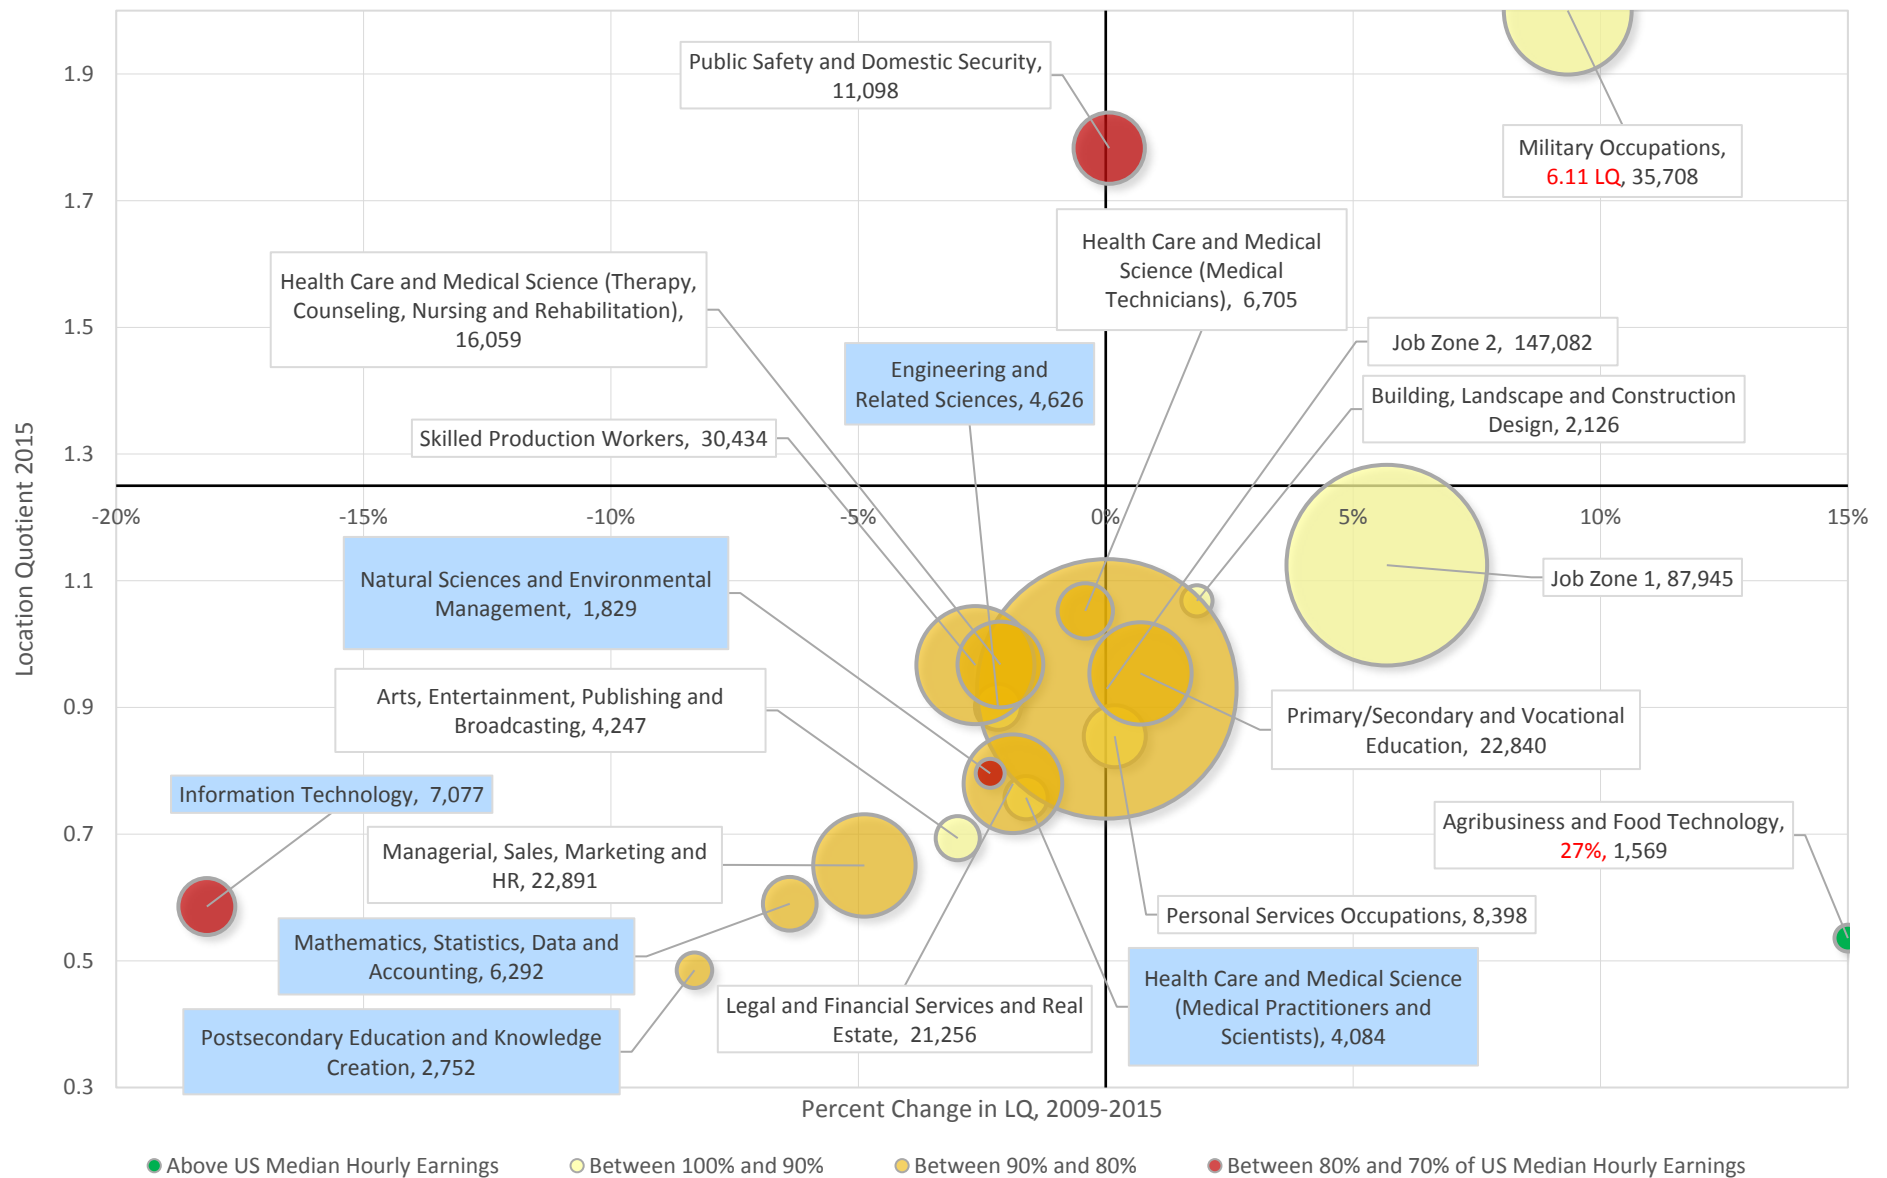 Public Safety and Domestic Security,
11,098
Military Occupations,
6.11 LQ, 35,708
Health Care and Medical
Science (Medical
Technicians),  6,705
Health Care and Medical Science (Therapy,
Counseling, Nursing and Rehabilitation),
16,059
Job Zone 2,  147,082
Engineering and
Related Sciences, 4,626
Building, Landscape and Construction
Design, 2,126
Skilled Production Workers,  30,434
Natural Sciences and Environmental
Management,  1,829
Job Zone 1, 87,945
Arts, Entertainment, Publishing and
Broadcasting, 4,247
Primary/Secondary and Vocational
Education,  22,840
Information Technology,  7,077
Agribusiness and Food Technology,
27%, 1,569
Managerial, Sales, Marketing and
HR, 22,891
Personal Services Occupations, 8,398
Mathematics, Statistics, Data and
Accounting, 6,292
Legal and Financial Services and Real
Estate,  21,256
Health Care and Medical Science
(Medical Practitioners and
Scientists), 4,084
Postsecondary Education and Knowledge
Creation, 2,752
Location Quotient 2015
1.9
1.7
1.5
1.3
1.1
0.9
0.7
0.5
0.3
-20%
-15%
-10%
-5%
0%
5%
10%
15%
Percent Change in LQ, 2009-2015
Above US Median Hourly Earnings
Between 100% and 90%
Between 90% and 80%
Between 80% and 70% of US Median Hourly Earnings